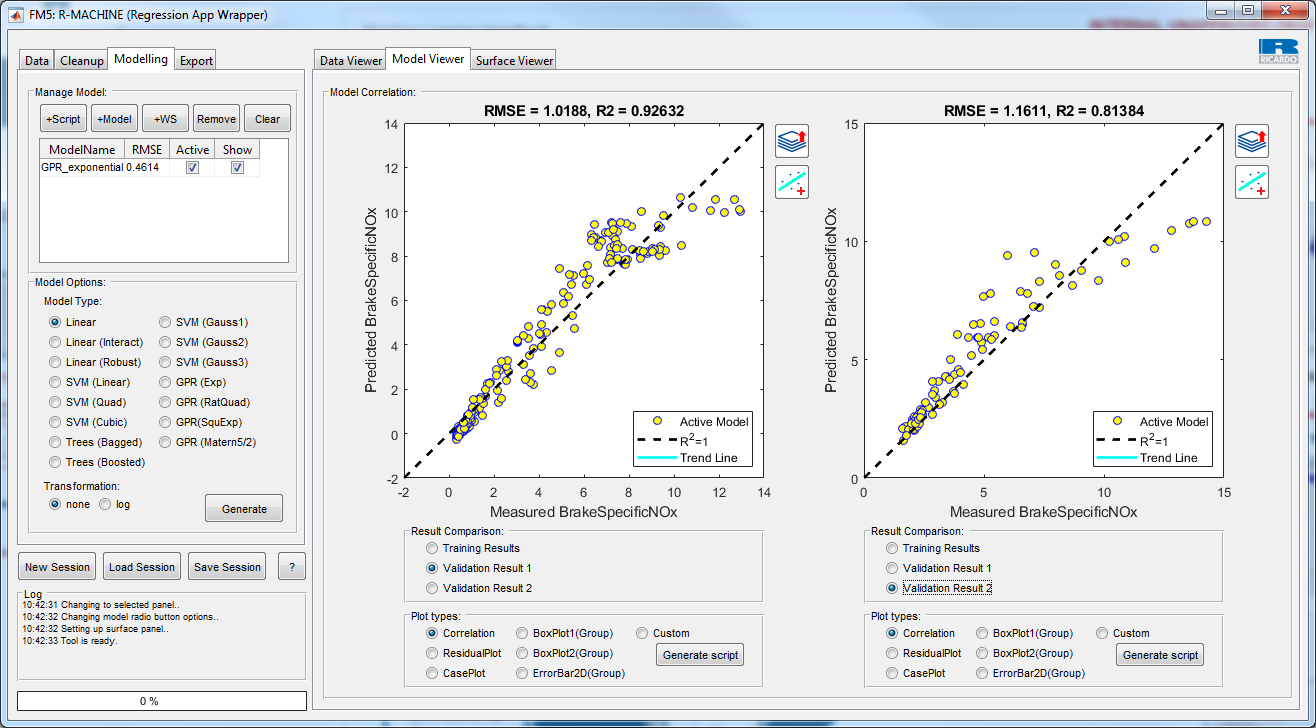 FM5: R-MACHINE (Regression App Wrapper)
RICARDO
Data Cleanup Modelling Export
Data Viewer Model Viewer Surface Viewer
Manage Model:
+Script +Model +WS Remove Clear
ModelName RMSE Active Show
GPR_exponential 0.4614
Model Options:
Model Type:
Linear SVM (Gauss1)
Linear (Interact) SVM (Gauss2)
Linear (Robust) SVM (Gauss3)
SVM (Linear) GPR (Exp)
SVM (Quad) GPR (RatQuad)
SVM (Cubic) GPR(SquExp)
Trees (Bagged) GPR (Matern5/2)
Trees (Boosted)
Transformation:
none log
Generate
New Session Load Session Save Session ?
Log
10:42:31 Changing to selected panel..
10:42:32 Changing model radio button options..
10:42:32 Setting up surface panel..
10:42:33 Tool is ready.
0 %
Model Correlation:
RMSE = 1.0188, R2 = 0.92632
14
12
10
8
6
4
2
0
-2
Predicted BrakeSpecificNOx
Active Model
R²=1
Trend Line
-2 0 2 4 6 8 10 12 14
Measured BrakeSpecificNOx
Result Comparison:
Training Results
Validation Result 1
Validation Result 2
Plot types:
Correlation BoxPlot1(Group) Custom
ResidualPlot BoxPlot2(Group) Generate script
CasePlot ErrorBar2D(Group)
RMSE = 1.1611, R2 = 0.81384
15
10
5
0
Predicted BrakeSpecificNOx
Active Model
R²=1
Trend Line
0 5 10 15
Measured BrakeSpecificNOx
Result Comparison:
Training Results
Validation Result 1
Validation Result 2
Plot types:
Correlation BoxPlot1(Group) Custom
ResidualPlot BoxPlot2(Group) Generate script
CasePlot ErrorBar2D(Group)